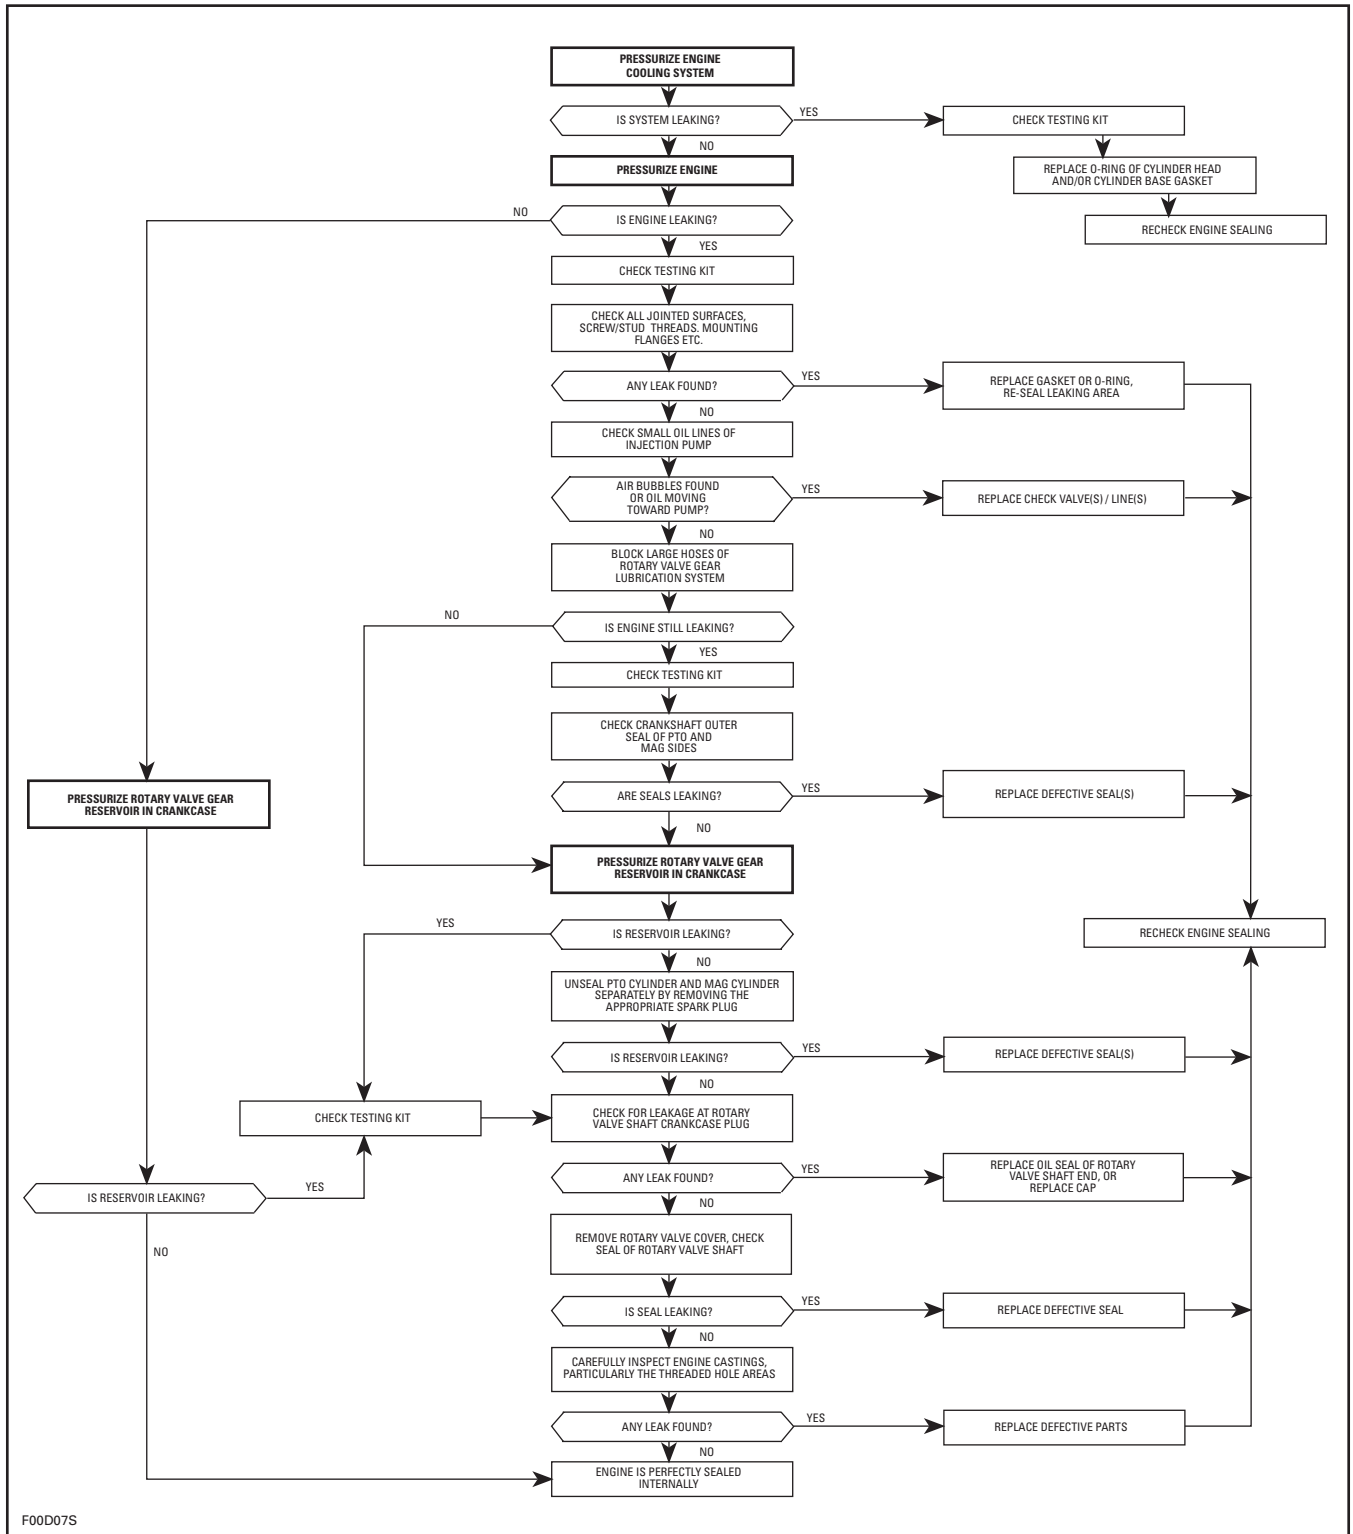 PRESSURIZE ENGINE
COOLING SYSTEM
IS SYSTEM LEAKING?
YES
CHECK TESTING KIT
NO
REPLACE O-RING OF CYLINDER HEAD
AND/OR CYLINDER BASE GASKET
PRESSURIZE ENGINE
NO
IS ENGINE LEAKING?
RECHECK ENGINE SEALING
YES
CHECK TESTING KIT
CHECK ALL JOINTED SURFACES,
SCREW/STUD THREADS. MOUNTING
FLANGES ETC.
ANY LEAK FOUND?
YES
REPLACE GASKET OR O-RING,
RE-SEAL LEAKING AREA
NO
CHECK SMALL OIL LINES OF
INJECTION PUMP
AIR BUBBLES FOUND
OR OIL MOVING
TOWARD PUMP?
YES
REPLACE CHECK VALVE(S) / LINE(S)
NO
BLOCK LARGE HOSES OF
ROTARY VALVE GEAR
LUBRICATION SYSTEM
NO
IS ENGINE STILL LEAKING?
YES
CHECK TESTING KIT
CHECK CRANKSHAFT OUTER
SEAL OF PTO AND
MAG SIDES
PRESSURIZE ROTARY VALVE GEAR
RESERVOIR IN CRANKCASE
ARE SEALS LEAKING?
YES
REPLACE DEFECTIVE SEAL(S)
NO
PRESSURIZE ROTARY VALVE GEAR
RESERVOIR IN CRANKCASE
YES
IS RESERVOIR LEAKING?
RECHECK ENGINE SEALING
NO
UNSEAL PTO CYLINDER AND MAG CYLINDER
SEPARATELY BY REMOVING THE
APPROPRIATE SPARK PLUG
IS RESERVOIR LEAKING?
YES
REPLACE DEFECTIVE SEAL(S)
NO
CHECK TESTING KIT
CHECK FOR LEAKAGE AT ROTARY
VALVE SHAFT CRANKCASE PLUG
IS RESERVOIR LEAKING?
YES
ANY LEAK FOUND?
YES
REPLACE OIL SEAL OF ROTARY
VALVE SHAFT END, OR
REPLACE CAP
NO
NO
REMOVE ROTARY VALVE COVER, CHECK
SEAL OF ROTARY VALVE SHAFT
IS SEAL LEAKING?
YES
REPLACE DEFECTIVE SEAL
NO
CAREFULLY INSPECT ENGINE CASTINGS,
PARTICULARLY THE THREADED HOLE AREAS
ANY LEAK FOUND?
YES
REPLACE DEFECTIVE PARTS
NO
ENGINE IS PERFECTLY SEALED
INTERNALLY
F00D07S